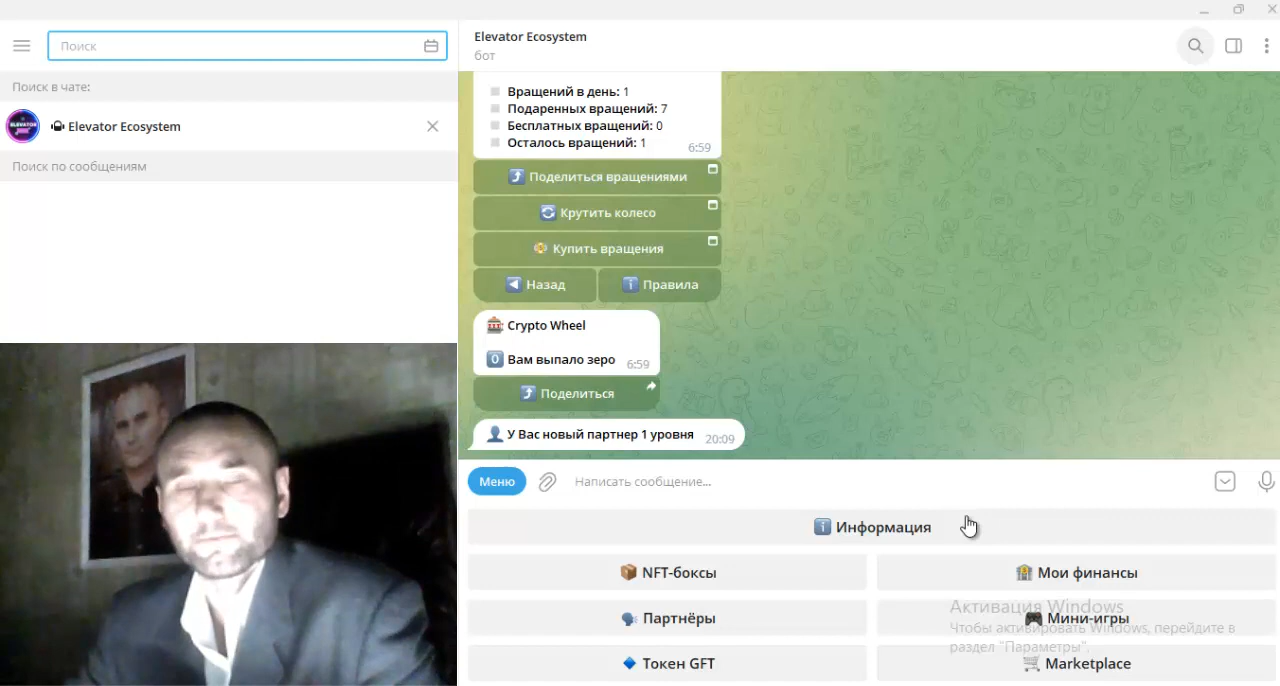 Поиск
Поиск в чате:
Elevator Ecosystem
Поиск по сообщениям
Elevator Ecosystem
бот
Вращений в день: 1
Подаренных вращений: 7
Бесплатных вращений: 0
Осталось вращений: 1
6:59
Поделиться вращениями
Крутить колесо
Купить вращения
Назад
Правила
Crypto Wheel
0 Вам выпало зеро 6:59
Поделиться
У Вас новый партнер 1 уровня 20:09
Меню
Написать сообщение...
Информация
NFT-боксы
Мои финансы
Партнёры
Мини-игры
Токен GFT
Marketplace
Активация Windows
Чтобы активировать Windows, перейдите в
раздел "Параметры".